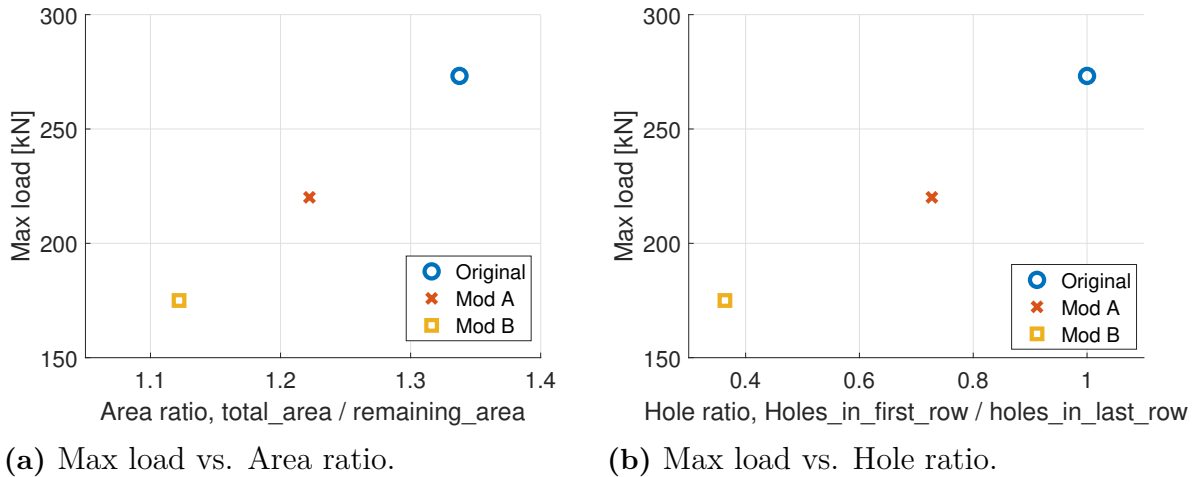 300
250
200
150
Max load [kN]
1.1
1.2
1.3
1.4
Area ratio, total_area / remaining_area
Original
Mod A
Mod B
(a) Max load vs. Area ratio.
300
250
200
150
Max load [kN]
0.4
0.6
0.8
1
Hole ratio, Holes_in_first_row / holes_in_last_row
Original
Mod A
Mod B
(b) Max load vs. Hole ratio.